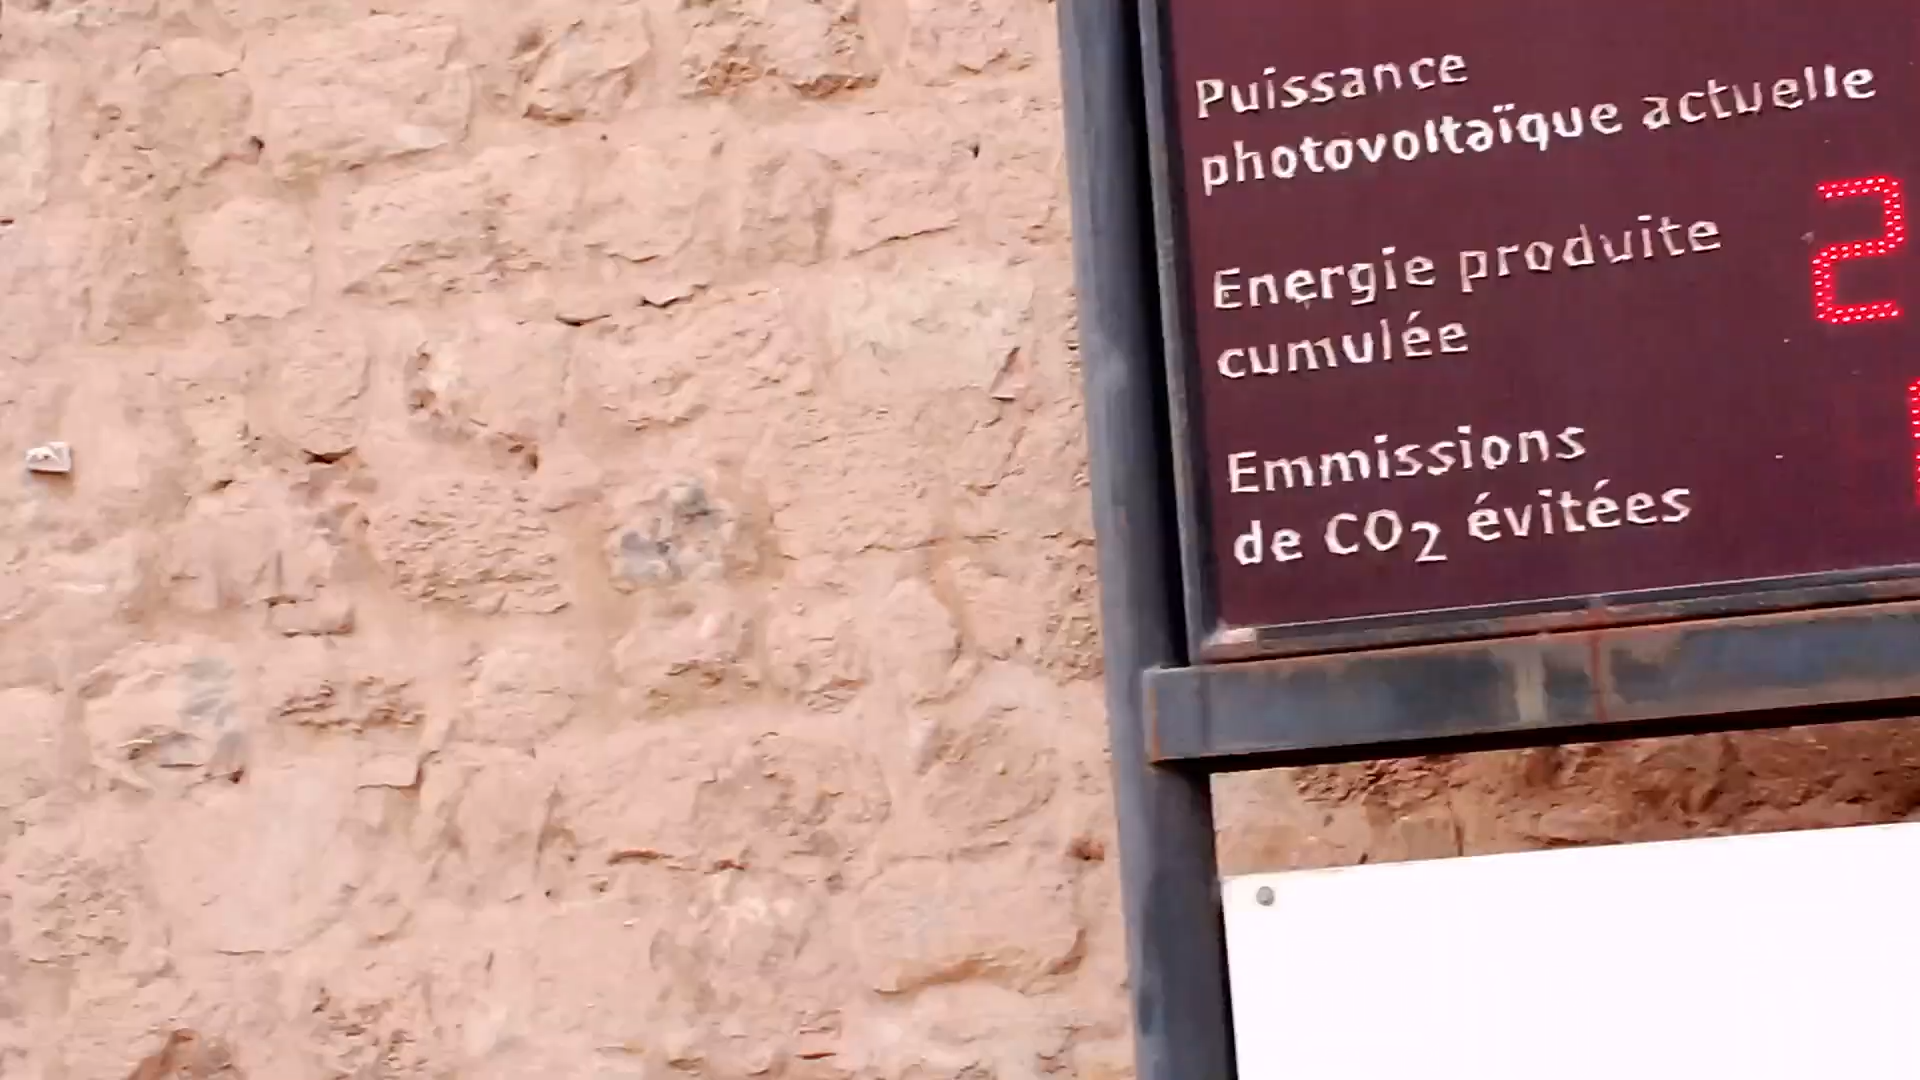 Puissance
photovoltaïque actuelle
Energie produite 2
cumulée
Emmissions
de CO2 évitées